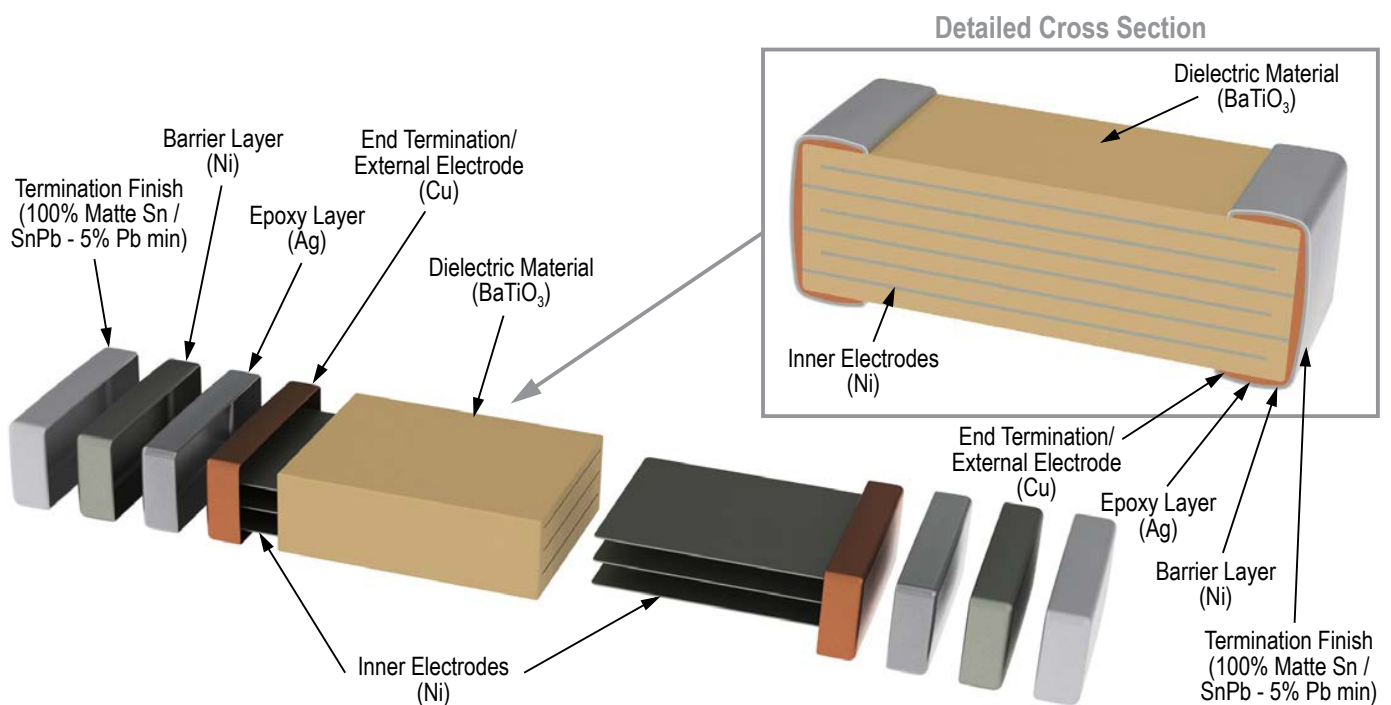 Detailed Cross Section
Dielectric Material
(BaTiO₃)
Inner Electrodes
(Ni)
End Termination/
External Electrode
(Cu)
Epoxy Layer
(Ag)
Barrier Layer
(Ni)
Termination Finish
(100% Matte Sn /
SnPb - 5% Pb min)
Termination Finish
(100% Matte Sn /
SnPb - 5% Pb min)
Barrier Layer
(Ni)
Epoxy Layer
(Ag)
End Termination/
External Electrode
(Cu)
Dielectric Material
(BaTiO₃)
Inner Electrodes
(Ni)